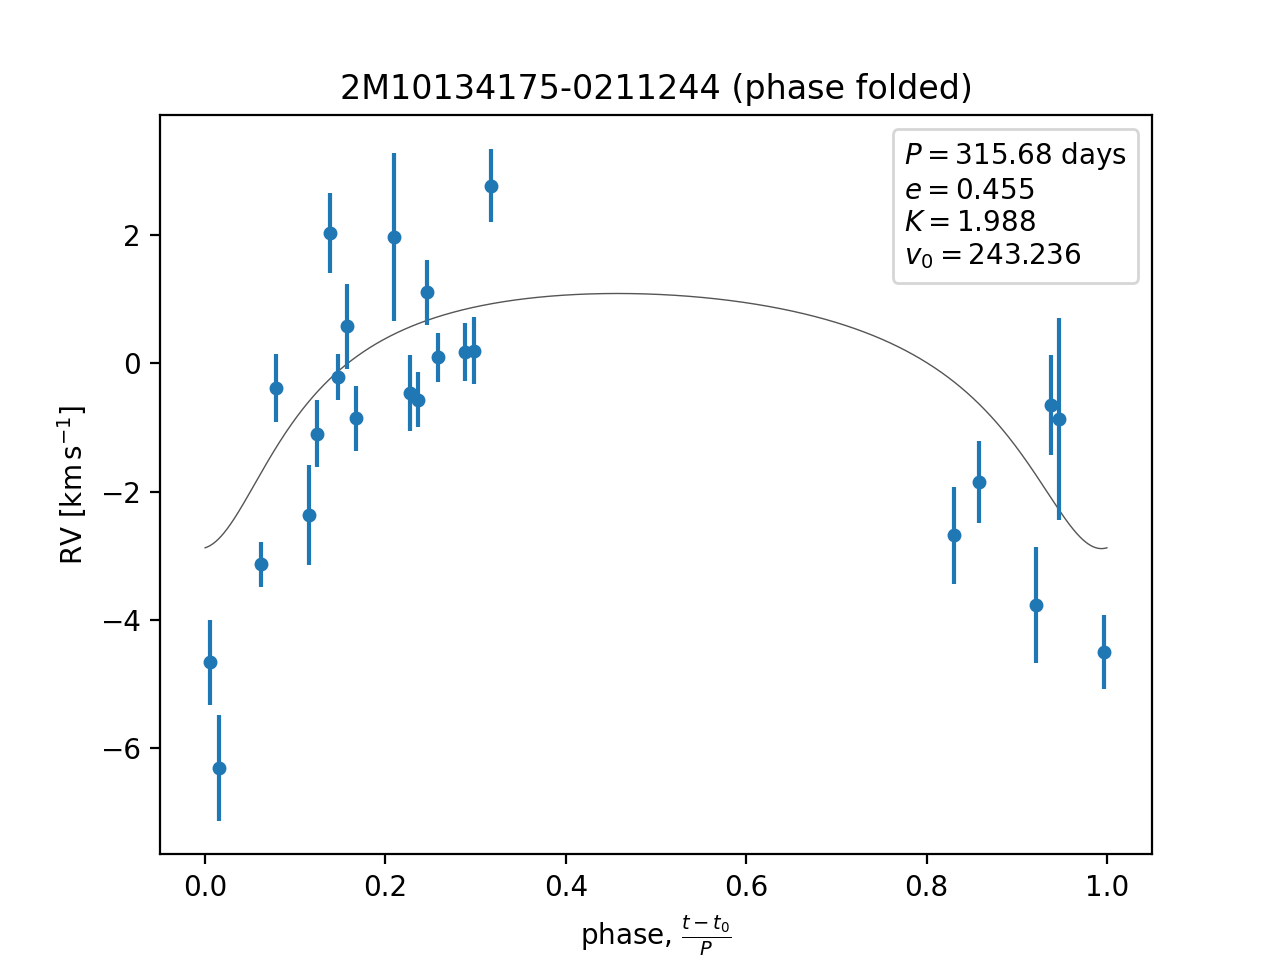 2M10134175-0211244 (phase folded)
P = 315.68 days
e = 0.455
K = 1.988
v₀ = 243.236
RV [km s⁻¹]
2
0
−2
−4
−6
0.0 0.2 0.4 0.6 0.8 1.0
phase, (t − t₀)/P